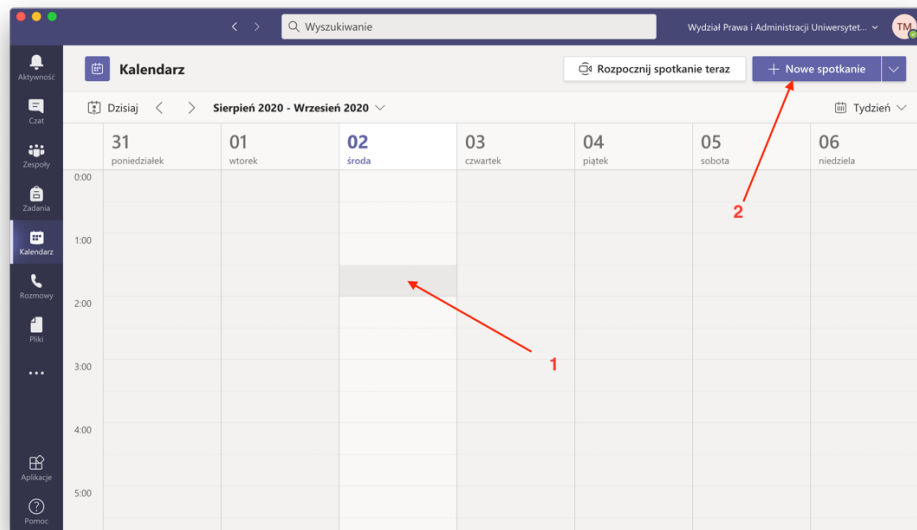 Wyszukiwanie
Wydział Prawa i Administracji Uniwersytet...
TM
Aktywność
Czat
Zespoły
Zadania
Kalendarz
Rozmowy
Pliki
Aplikacje
Pomoc
Kalendarz
Rozpocznij spotkanie teraz
+ Nowe spotkanie
Dzisiaj
Sierpień 2020 - Wrzesień 2020
Tydzień
31 01 02 03 04 05 06
poniedziałek wtorek środa czwartek piątek sobota niedziela
0:00
2
1:00
2:00
1
3:00
4:00
5:00